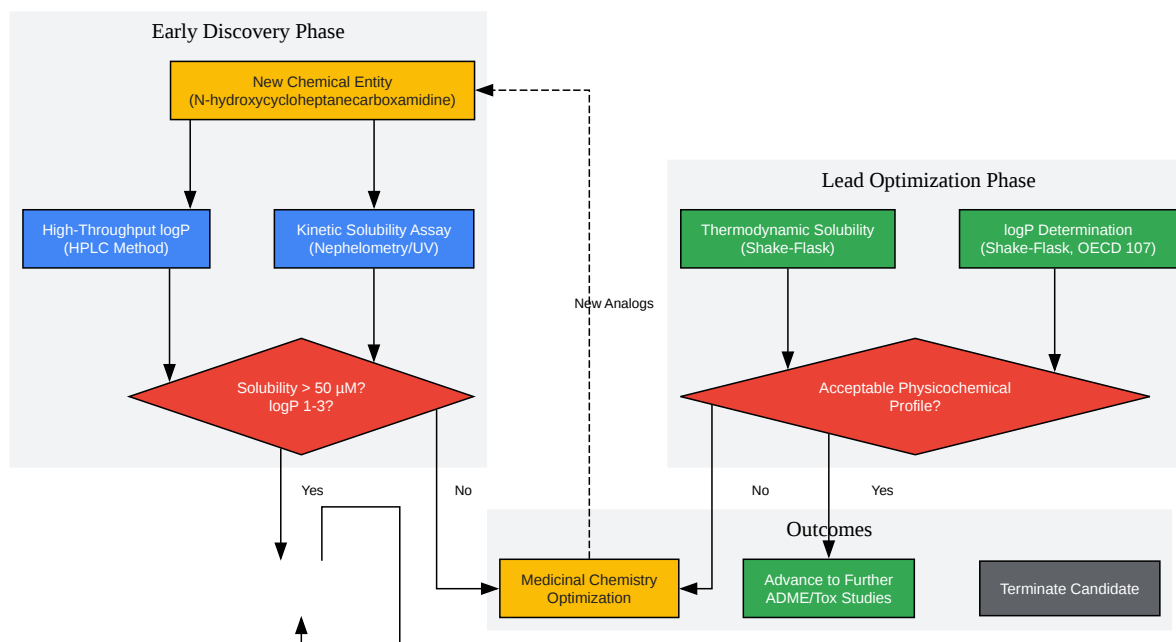 Early Discovery Phase
New Chemical Entity
(N-hydroxycycloheptanecarboxamidine)
High-Throughput logP
(HPLC Method)
Kinetic Solubility Assay
(Nephelometry/UV)
Solubility > 50 µM?
logP 1-3?
Yes
No
New Analogs
Lead Optimization Phase
Thermodynamic Solubility
(Shake-Flask)
logP Determination
(Shake-Flask, OECD 107)
Acceptable Physicochemical
Profile?
No
Yes
Outcomes
Medicinal Chemistry
Optimization
Advance to Further
ADME/Tox Studies
Terminate Candidate